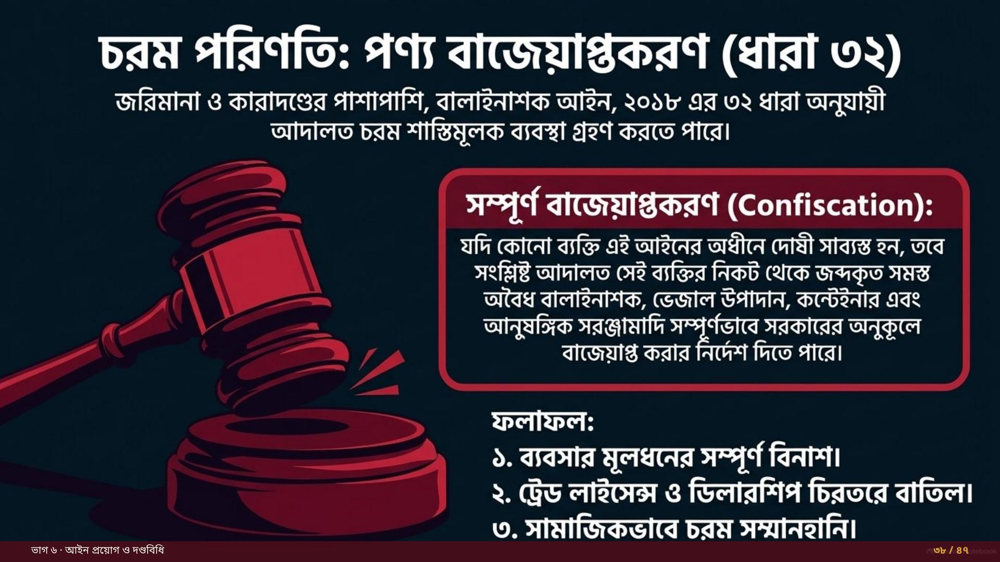 চরম পরিণতি: পণ্য বাজেয়াপ্তকরণ (ধারা ৩২)
জরিমানা ও কারাদণ্ডের পাশাপাশি, বালাইনাশক আইন, ২০১৮ এর ৩২ ধারা অনুযায়ী
আদালত চরম শাস্তিমূলক ব্যবস্থা গ্রহণ করতে পারে।
সম্পূর্ণ বাজেয়াপ্তকরণ (Confiscation):
যদি কোনো ব্যক্তি এই আইনের অধীনে দোষী সাব্যস্ত হন, তবে
সংশ্লিষ্ট আদালত সেই ব্যক্তির নিকট থেকে জব্দকৃত সমস্ত
অবৈধ বালাইনাশক, ভেজাল উপাদান, কন্টেইনার এবং
আনুষঙ্গিক সরঞ্জামাদি সম্পূর্ণভাবে সরকারের অনুকূলে
বাজেয়াপ্ত করার নির্দেশ দিতে পারে।
ফলাফল:
১. ব্যবসার মূলধনের সম্পূর্ণ বিনাশ।
২. ট্রেড লাইসেন্স ও ডিলারশিপ চিরতরে বাতিল।
৩. সামাজিকভাবে চরম সম্মানহানি।
ভাগ ৬ · আইন প্রয়োগ ও দণ্ডবিধি
৩৮ / ৪৭